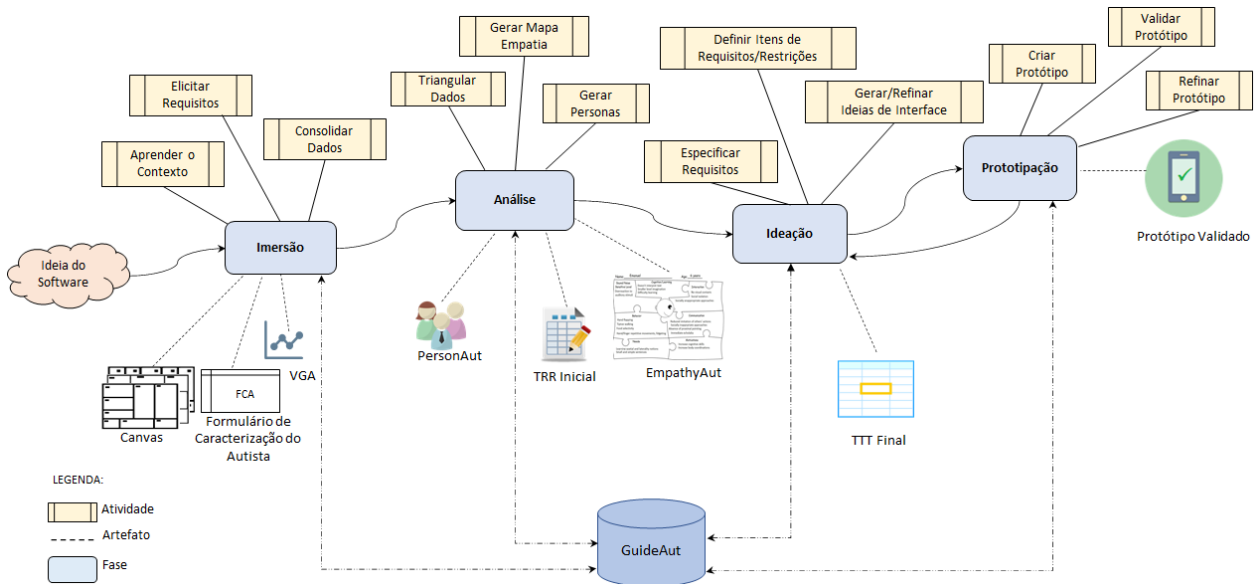 Validar
Protótipo
Gerar Mapa
Empatia
Definir Itens de
Requisitos/Restrições
Criar
Protótipo
Refinar
Protótipo
Elicitar
Requisitos
Triangular
Dados
Gerar
Personas
Gerar/Refinar
Ideias de Interface
Consolidar
Dados
Aprender o
Contexto
Especificar
Requisitos
Prototipação
Análise
Imersão
Ideação
Protótipo Validado
Ideia do
Software
PersonAut
TRR Inicial
EmpathyAut
VGA
FCA
Canvas
Formulário de
Caracterização do
Autista
TTT Final
LEGENDA:
Atividade
Artefato
Fase
GuideAut